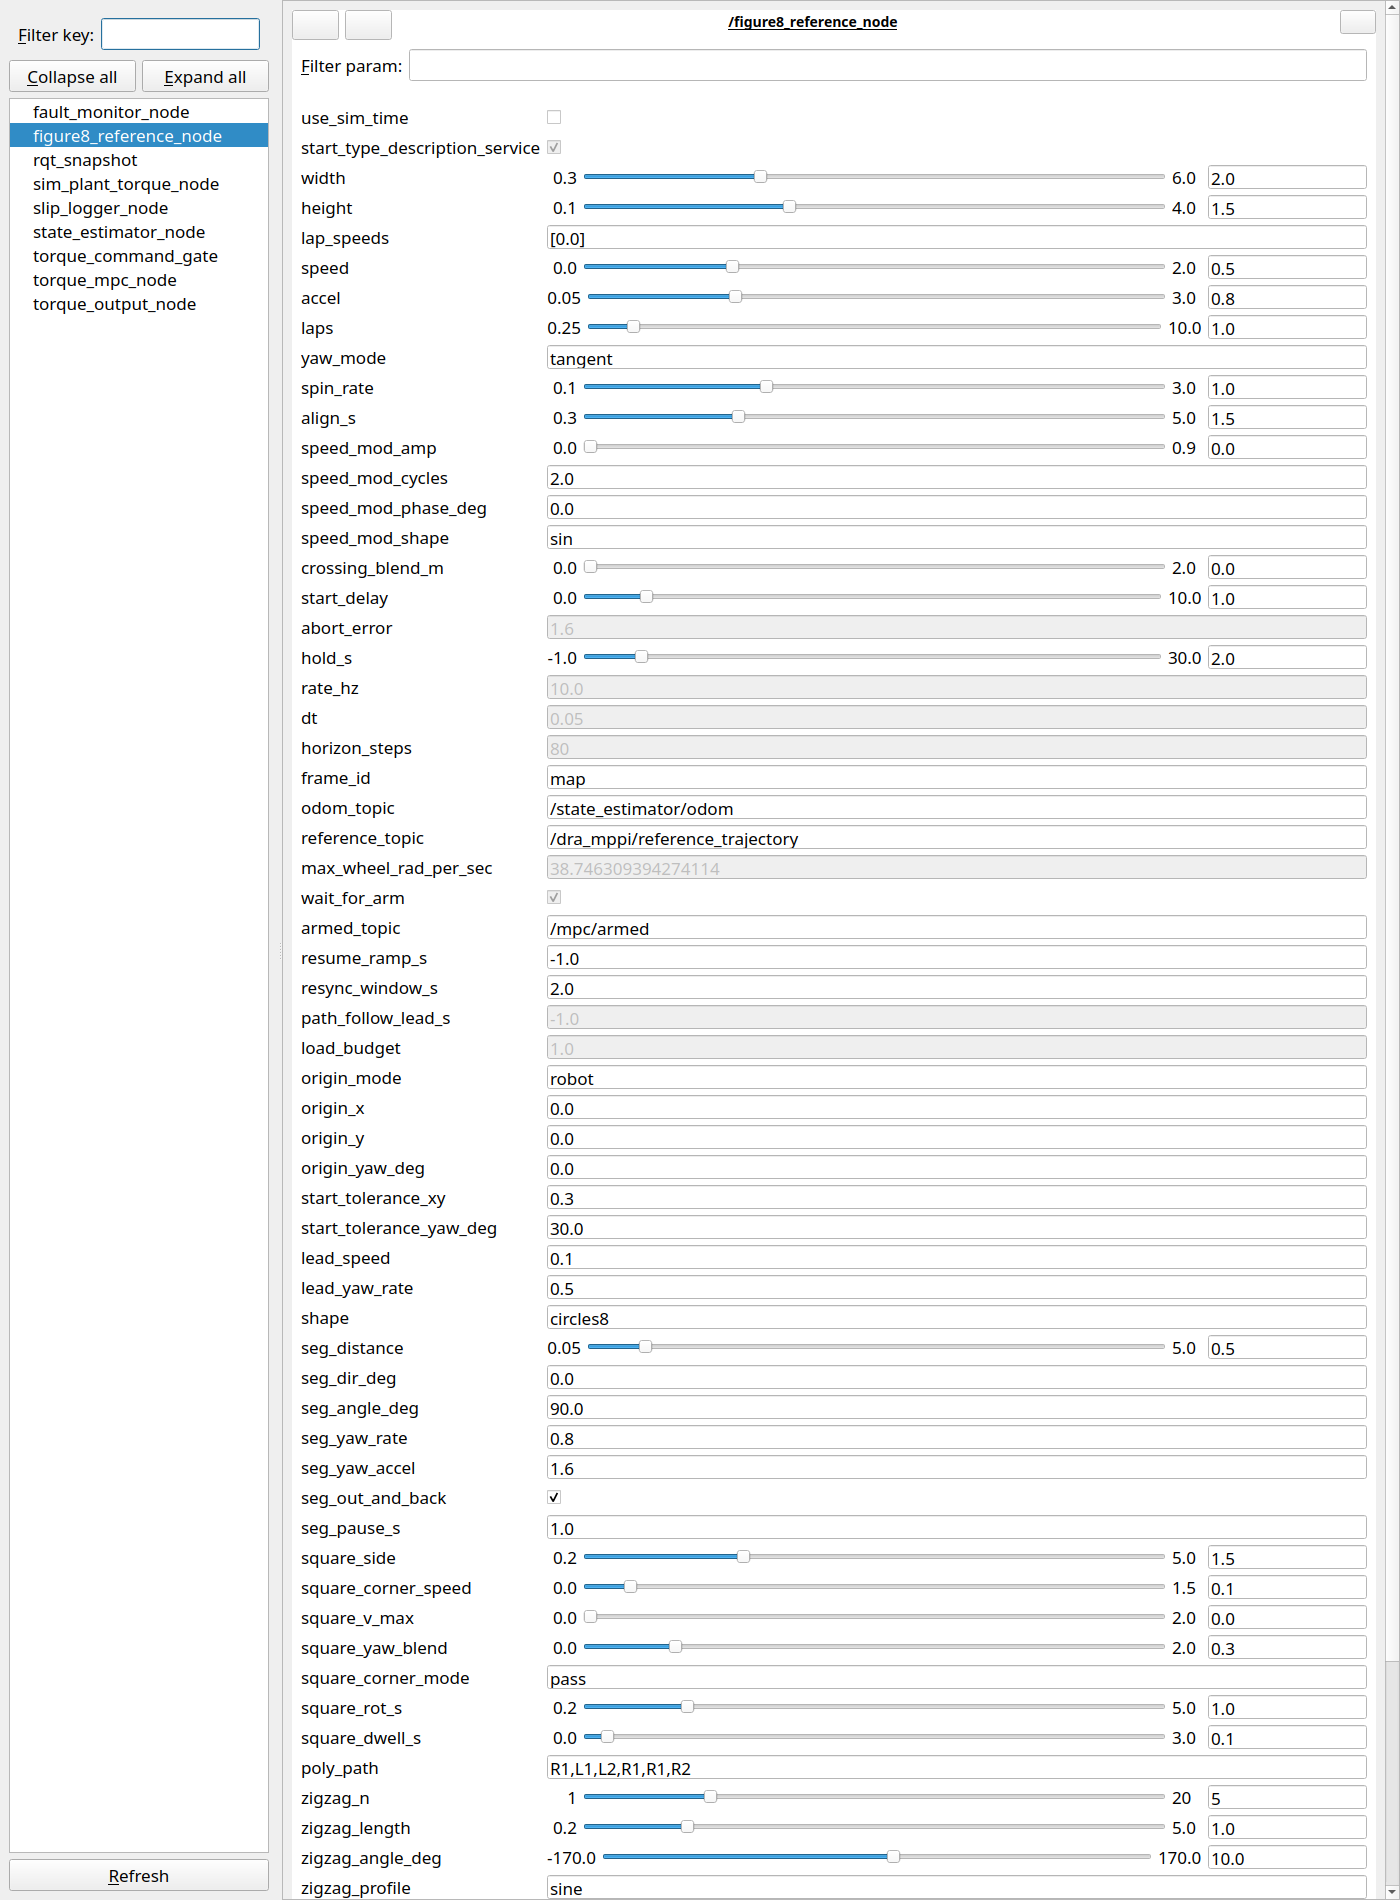 Filter key:
Collapse all Expand all
fault_monitor_node
figure8_reference_node
rqt_snapshot
sim_plant_torque_node
slip_logger_node
state_estimator_node
torque_command_gate
torque_mpc_node
torque_output_node
Refresh
/figure8_reference_node
Filter param:
use_sim_time
start_type_description_service
width 0.3 6.0 2.0
height 0.1 4.0 1.5
lap_speeds [0.0]
speed 0.0 2.0 0.5
accel 0.05 3.0 0.8
laps 0.25 10.0 1.0
yaw_mode tangent
spin_rate 0.1 3.0 1.0
align_s 0.3 5.0 1.5
speed_mod_amp 0.0 0.9 0.0
speed_mod_cycles 2.0
speed_mod_phase_deg 0.0
speed_mod_shape sin
crossing_blend_m 0.0 2.0 0.0
start_delay 0.0 10.0 1.0
abort_error 1.6
hold_s -1.0 30.0 2.0
rate_hz 10.0
dt 0.05
horizon_steps 80
frame_id map
odom_topic /state_estimator/odom
reference_topic /dra_mppi/reference_trajectory
max_wheel_rad_per_sec 38.746309394274114
wait_for_arm
armed_topic /mpc/armed
resume_ramp_s -1.0
resync_window_s 2.0
path_follow_lead_s -1.0
load_budget 1.0
origin_mode robot
origin_x 0.0
origin_y 0.0
origin_yaw_deg 0.0
start_tolerance_xy 0.3
start_tolerance_yaw_deg 30.0
lead_speed 0.1
lead_yaw_rate 0.5
shape circles8
seg_distance 0.05 5.0 0.5
seg_dir_deg 0.0
seg_angle_deg 90.0
seg_yaw_rate 0.8
seg_yaw_accel 1.6
seg_out_and_back
seg_pause_s 1.0
square_side 0.2 5.0 1.5
square_corner_speed 0.0 1.5 0.1
square_v_max 0.0 2.0 0.0
square_yaw_blend 0.0 2.0 0.3
square_corner_mode pass
square_rot_s 0.2 5.0 1.0
square_dwell_s 0.0 3.0 0.1
poly_path R1,L1,L2,R1,R1,R2
zigzag_n 1 20 5
zigzag_length 0.2 5.0 1.0
zigzag_angle_deg -170.0 170.0 10.0
zigzag_profile sine